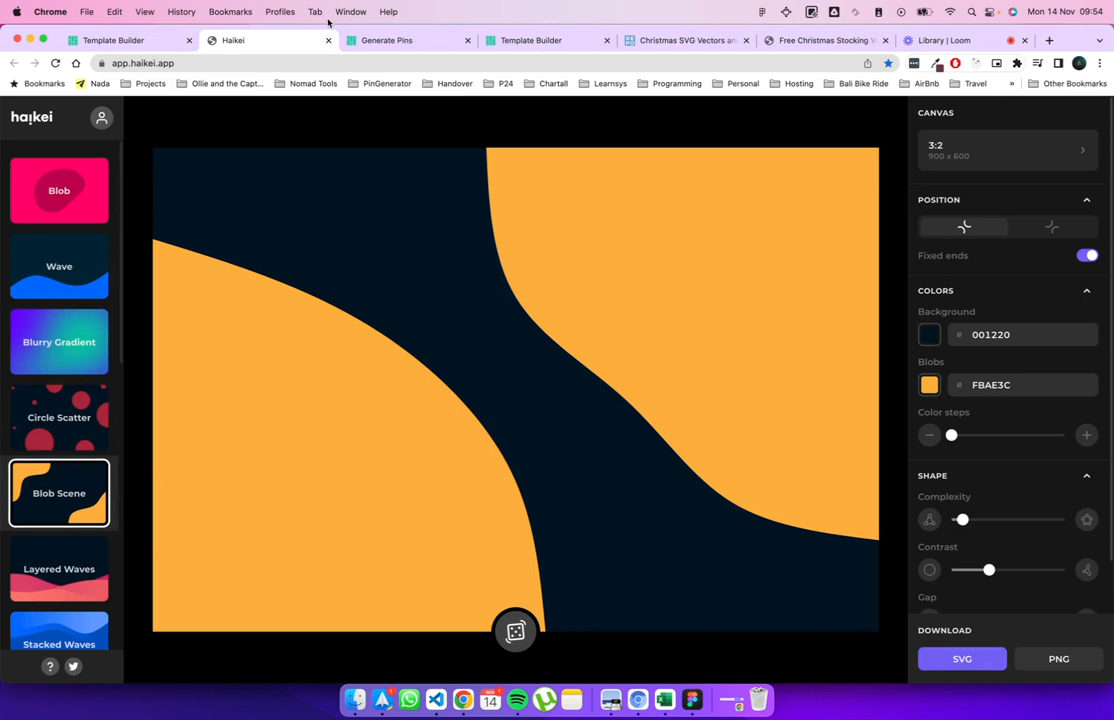 Chrome File Edit View History Bookmarks Profiles Tab Window Help Mon 14 Nov 09:54
Template Builder Haikei Generate Pins Template Builder Christmas SVG Vectors an Free Christmas Stocking V Library | Loom
app.haikei.app
Bookmarks Nada Projects Ollie and the Capt... Nomad Tools PinGenerator Handover P24 Chartall Learnsys Programming Personal Hosting Bali Bike Ride AirBnb Travel » Other Bookmarks
haikei
Blob
Wave
Blurry Gradient
Circle Scatter
Blob Scene
Layered Waves
Stacked Waves
?
CANVAS
3:2
900 x 600
POSITION
Fixed ends
COLORS
Background
# 001220
Blobs
# FBAE3C
Color steps
SHAPE
Complexity
Contrast
Gap
DOWNLOAD
SVG PNG
NOV
14